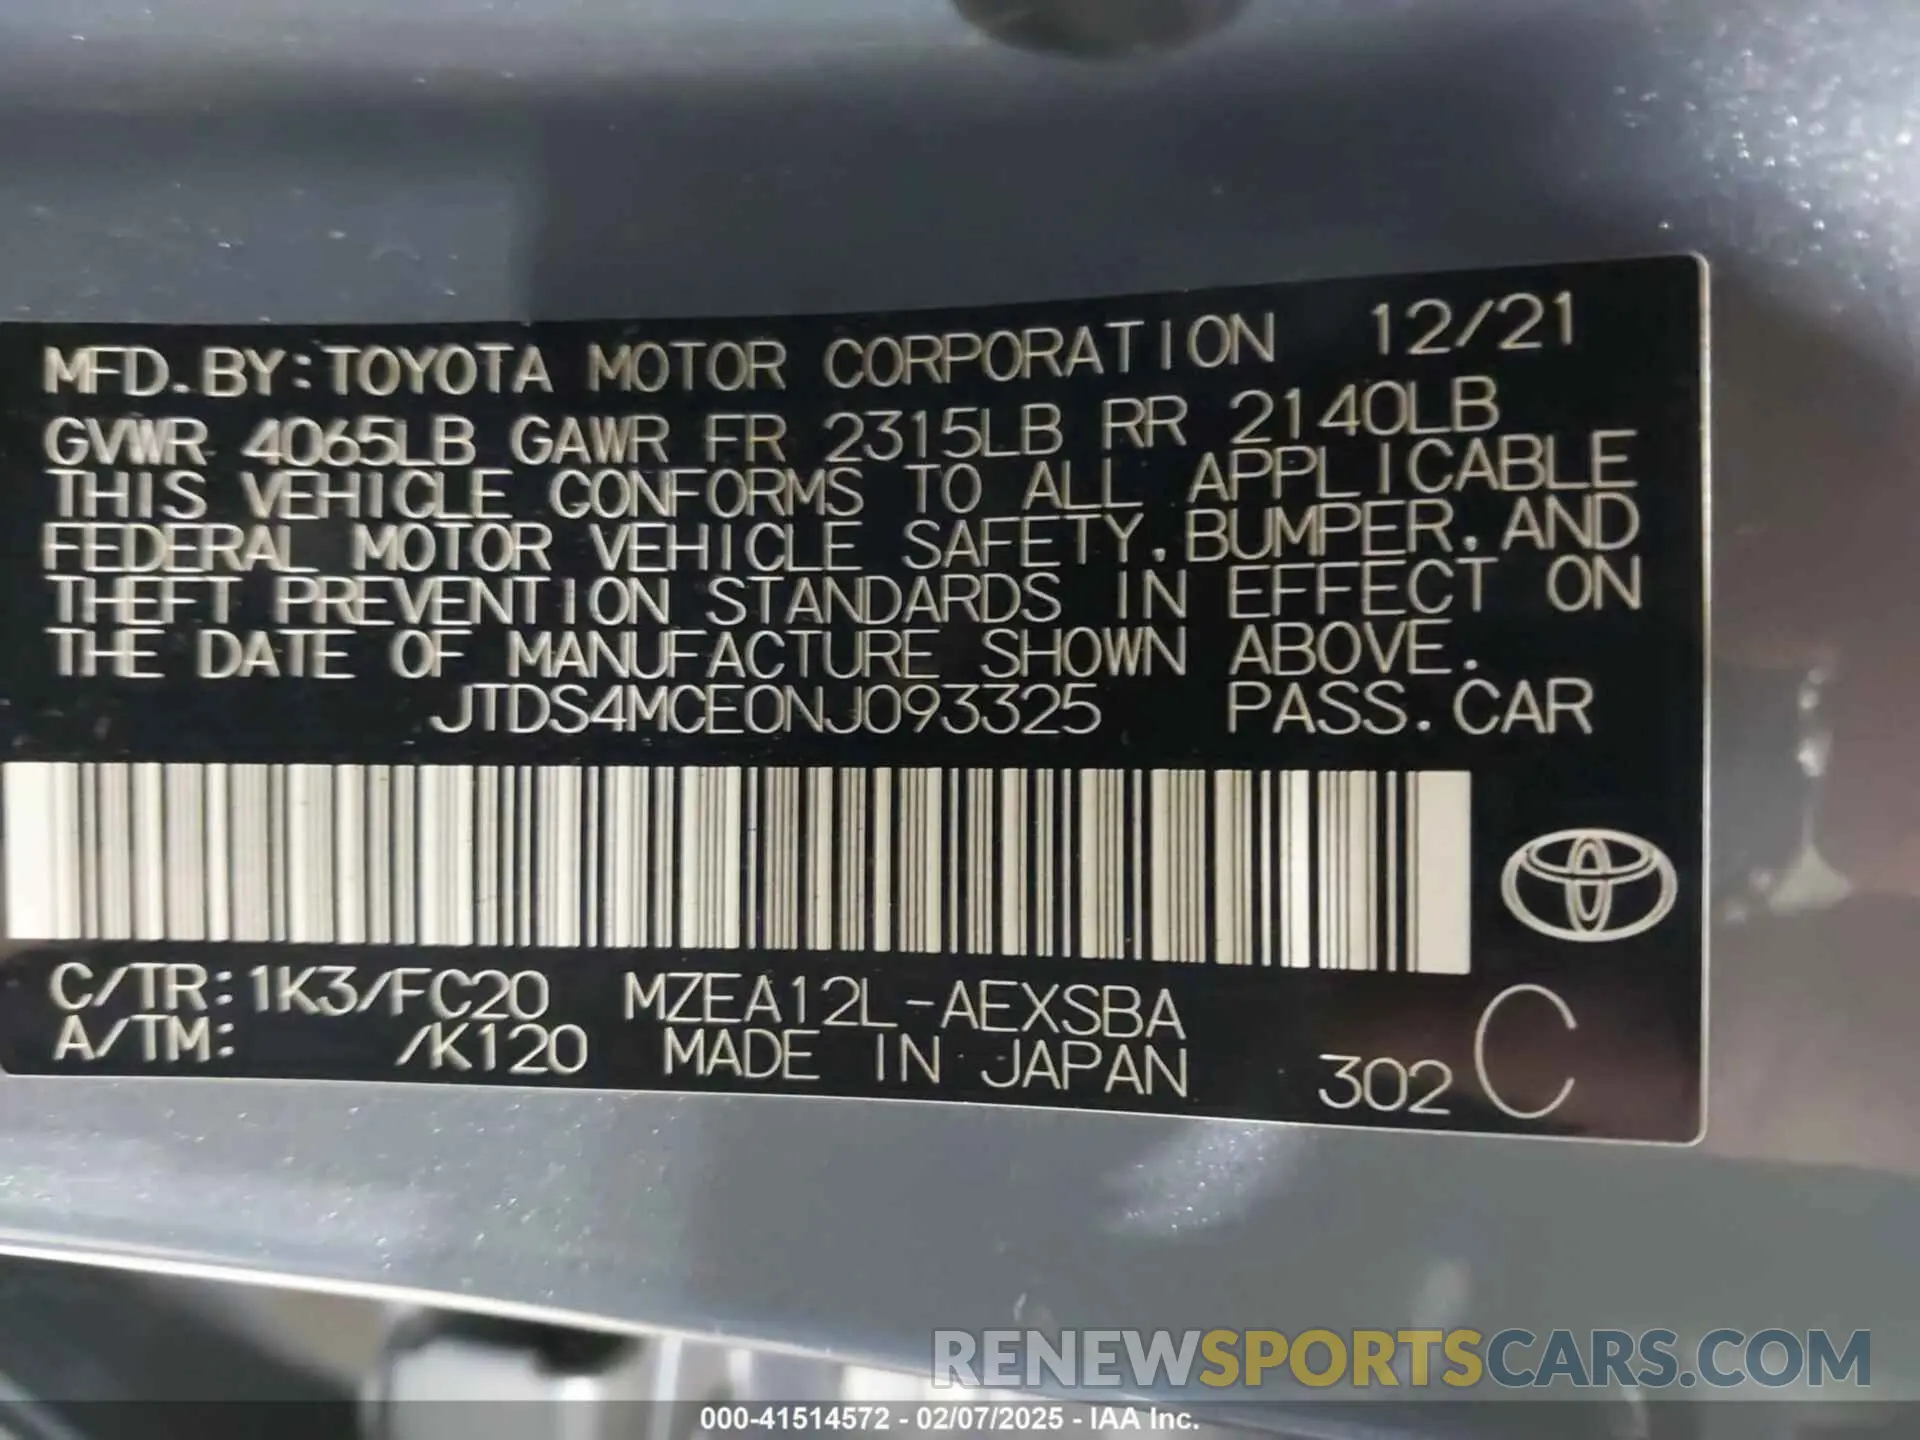 MFD.BY:TOYOTA MOTOR CORPORATION 12/21
GVWR 4065LB GAWR FR 2315LB RR 2140LB
THIS VEHICLE CONFORMS TO ALL APPLICABLE
FEDERAL MOTOR VEHICLE SAFETY,BUMPER,AND
THEFT PREVENTION STANDARDS IN EFFECT ON
THE DATE OF MANUFACTURE SHOWN ABOVE.
JTDS4MCE0NJ093325 PASS.CAR
C/TR:1K3/FC20 MZEA12L-AEXSBA
A/TM: /K120 MADE IN JAPAN 302 C
RENEWSPORTSCARS.COM
000-41514572 - 02/07/2025 - IAA Inc.